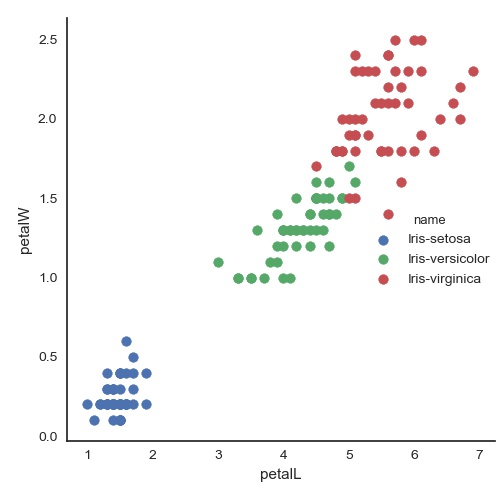 2.5
2.0
1.5
1.0
0.5
0.0
petalW
name
Iris-setosa
Iris-versicolor
Iris-virginica
1 2 3 4 5 6 7
petalL